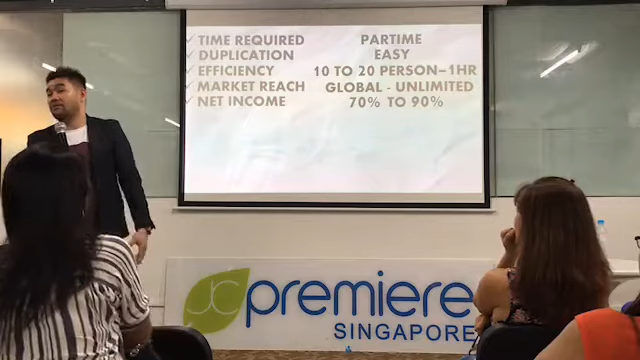 ✓ TIME REQUIRED PARTIME
✓ DUPLICATION EASY
✓ EFFICIENCY 10 TO 20 PERSON-1HR
✓ MARKET REACH GLOBAL - UNLIMITED
✓ NET INCOME 70% TO 90%
JC premiere
SINGAPORE